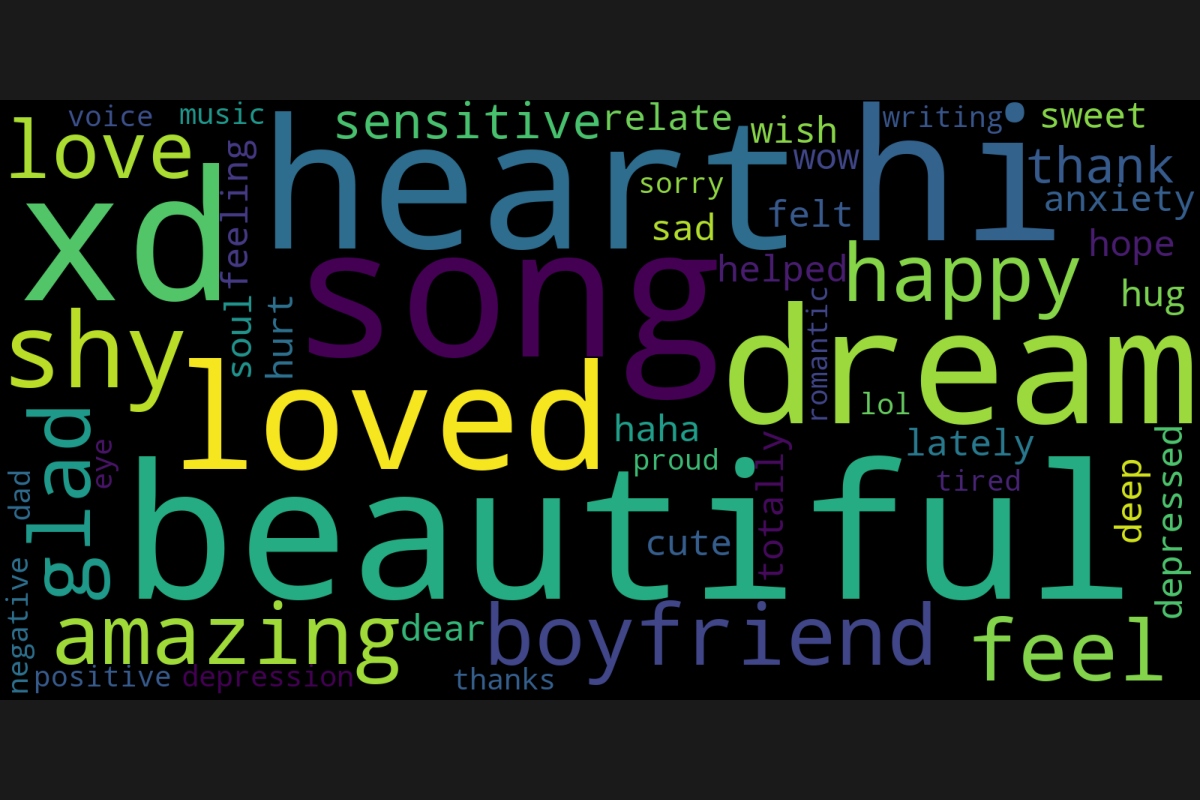 voice
music
sensitive
relate
wish
writing
sweet
love
feeling
heart
hi
wow
thank
xd
sorry
anxiety
sad
felt
helped
hope
song
happy
hug
shy
soul
hurt
romantic
dream
loved
lol
glad
eye
haha
lately
proud
totally
tired
deep
depressed
dad
beautiful
cute
negative
amazing
dear
boyfriend
feel
positive
depression
thanks